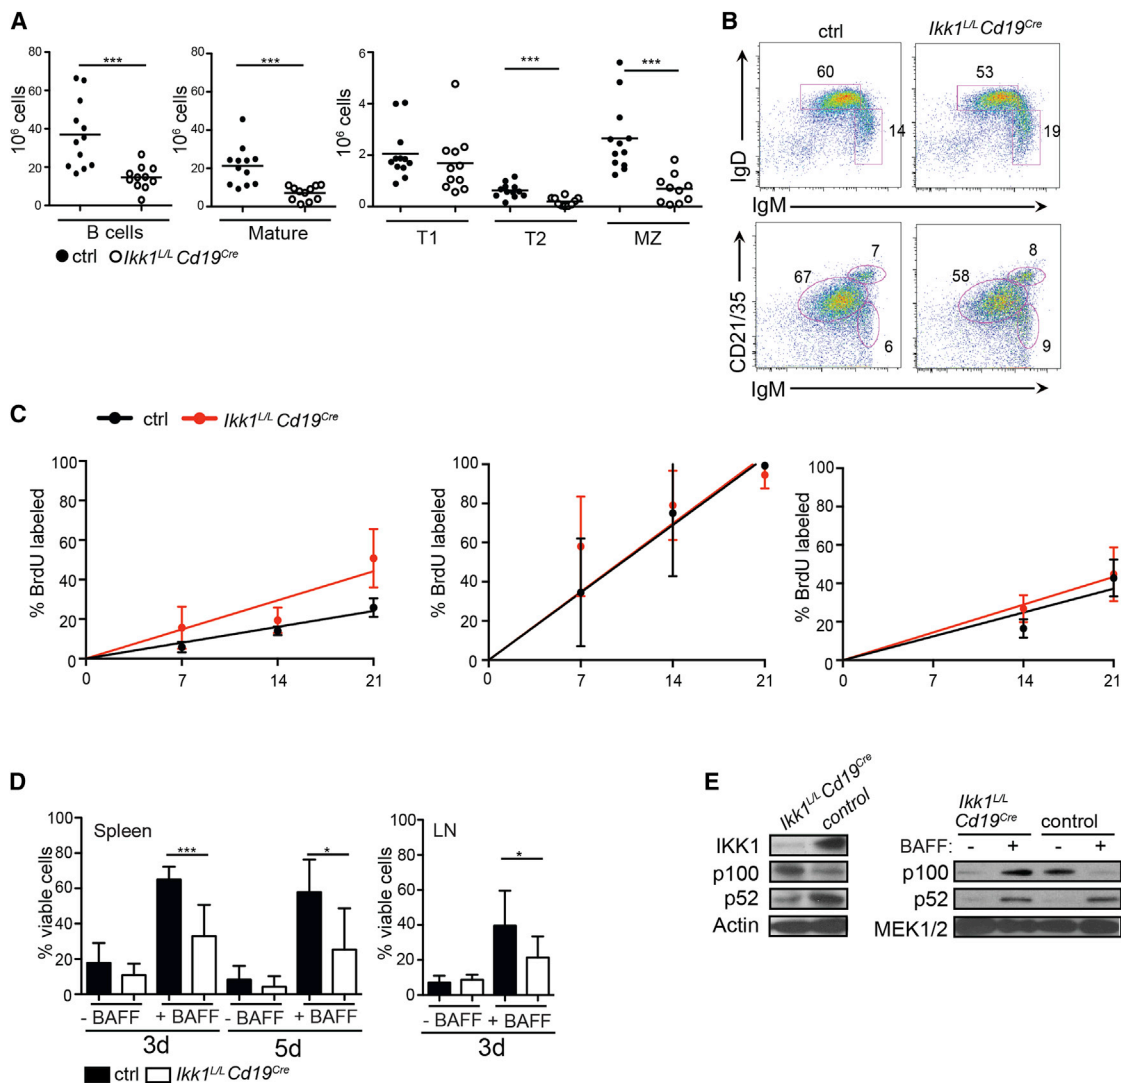 A
80
60
40
20
0
10⁶ cells
***
B cells
80
60
40
20
0
10⁶ cells
***
Mature
6
4
2
0
10⁶ cells
***
***
T1
T2
MZ
ctrl
Ikk1ᴸ/ᴸ Cd19ᶜʳᵉ
B
ctrl
Ikk1ᴸ/ᴸ Cd19ᶜʳᵉ
60
14
53
19
IgD
IgM
67
7
6
58
8
9
CD21/35
IgM
C
ctrl
Ikk1ᴸ/ᴸ Cd19ᶜʳᵉ
100
80
60
40
20
0
% BrdU labeled
0 7 14 21
100
80
60
40
20
0
% BrdU labeled
0 7 14 21
100
80
60
40
20
0
% BrdU labeled
0 7 14 21
D
100
80
60
40
20
0
% viable cells
Spleen
***
*
- BAFF + BAFF - BAFF + BAFF
3d 5d
100
80
60
40
20
0
% viable cells
LN
*
- BAFF + BAFF
3d
ctrl
Ikk1ᴸ/ᴸ Cd19ᶜʳᵉ
E
Ikk1ᴸ/ᴸ Cd19ᶜʳᵉ
control
IKK1
p100
p52
Actin
Ikk1ᴸ/ᴸ
Cd19ᶜʳᵉ control
BAFF: - + - +
p100
p52
MEK1/2